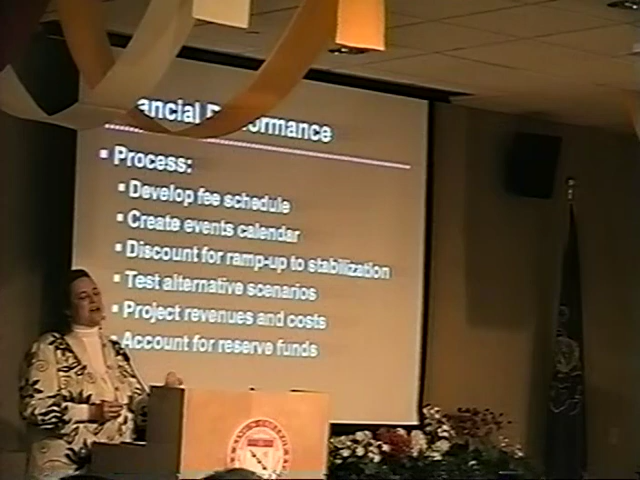 ancial Performance
Process:
Develop fee schedule
Create events calendar
Discount for ramp-up to stabilization
Test alternative scenarios
Project revenues and costs
Account for reserve funds